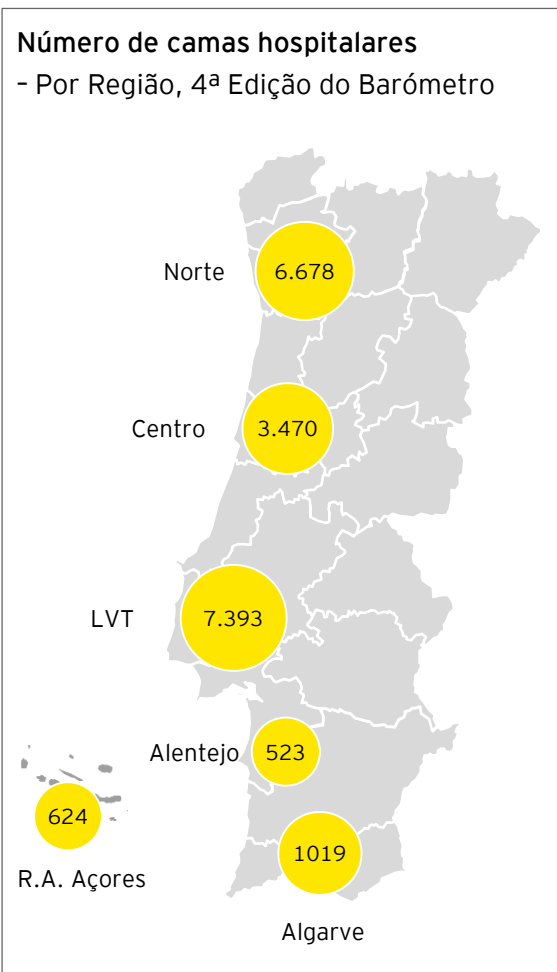 Número de camas hospitalares
– Por Região, 4ª Edição do Barómetro
Norte
6.678
Centro
3.470
LVT
7.393
Alentejo
523
624
R.A. Açores
1019
Algarve